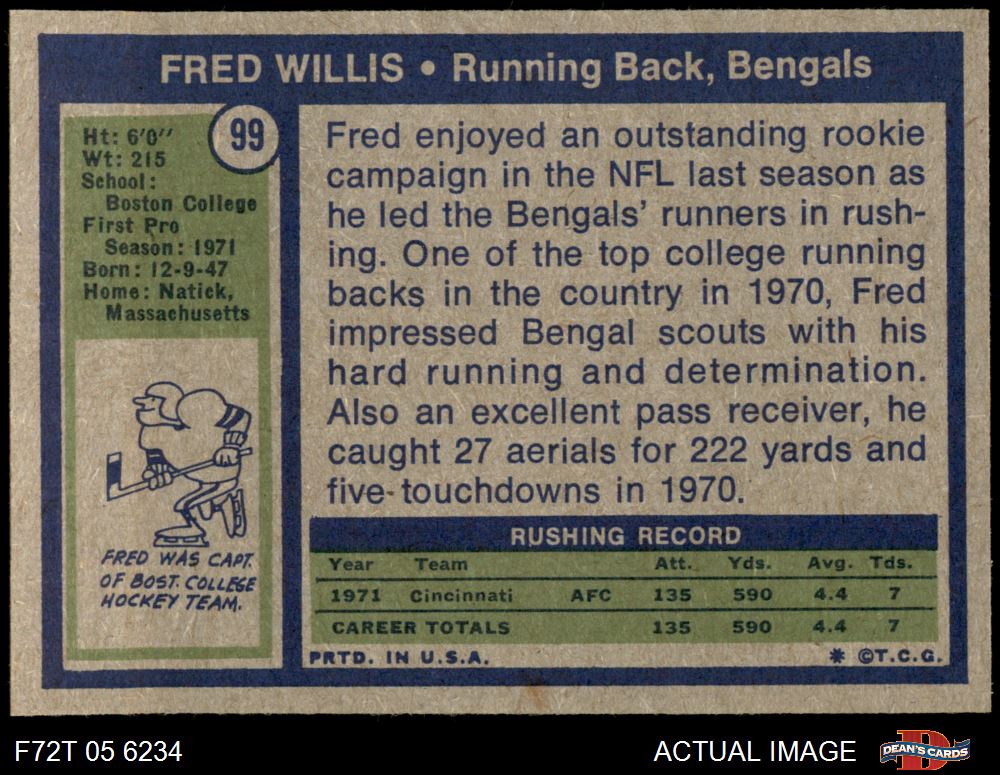 FRED WILLIS • Running Back, Bengals
99
Ht: 6'0''
Wt: 215
School:
Boston College
First Pro
Season: 1971
Born: 12-9-47
Home: Natick,
Massachusetts
FRED WAS CAPT.
OF BOST. COLLEGE
HOCKEY TEAM.
Fred enjoyed an outstanding rookie
campaign in the NFL last season as
he led the Bengals' runners in rush-
ing. One of the top college running
backs in the country in 1970, Fred
impressed Bengal scouts with his
hard running and determination.
Also an excellent pass receiver, he
caught 27 aerials for 222 yards and
five-touchdowns in 1970.
RUSHING RECORD
Year Team Att. Yds. Avg. Tds.
1971 Cincinnati AFC 135 590 4.4 7
CAREER TOTALS 135 590 4.4 7
PRTD. IN U.S.A. * ©T.C.G.
F72T 05 6234 ACTUAL IMAGE D DEAN'S CARDS